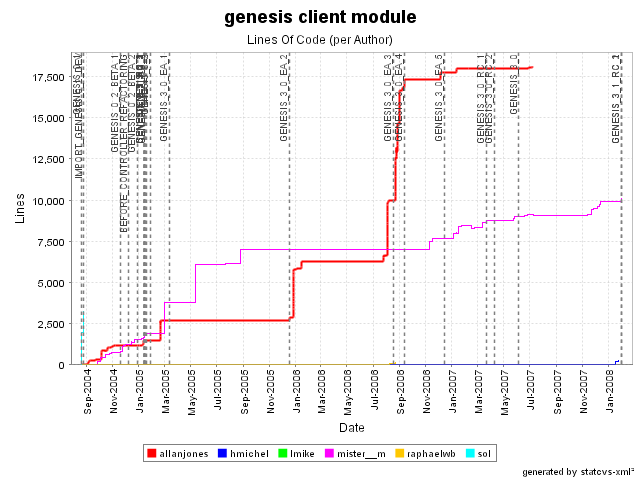 genesis client module
Lines Of Code (per Author)
Lines
17,500
15,000
12,500
10,000
7,500
5,000
2,500
0
GENESIS_0_2_BETA_1
BEFORE_CONTROLLER_REFACTORING
GENESIS_3_0_EA_1
GENESIS_3_0_EA_2
GENESIS_3_0_EA_3
GENESIS_3_0_EA_4
GENESIS_3_0_EA_5
GENESIS_3_0_RC_1
GENESIS_3_0_RC_2
GENESIS_3_0
GENESIS_3_1_RC_1
Sep-2004
Nov-2004
Jan-2005
Mar-2005
May-2005
Jul-2005
Sep-2005
Nov-2005
Jan-2006
Mar-2006
May-2006
Jul-2006
Sep-2006
Nov-2006
Jan-2007
Mar-2007
May-2007
Jul-2007
Sep-2007
Nov-2007
Jan-2008
Date
allanjones hmichel lmike mister__m raphaelwb sol
generated by statcvs-xml²